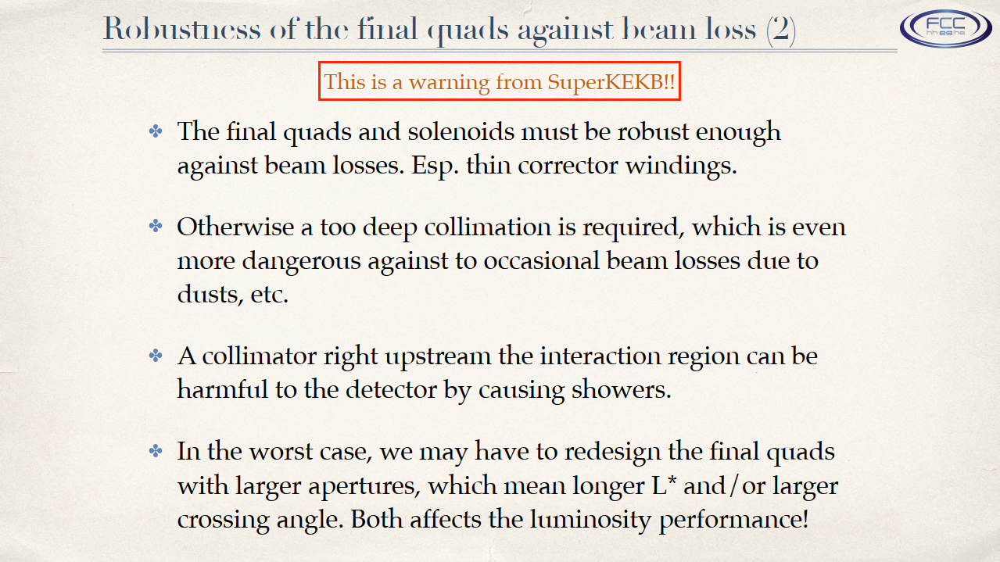 Robustness of the final quads against beam loss (2)
FCC
hh ee he
This is a warning from SuperKEKB!!
The final quads and solenoids must be robust enough
against beam losses. Esp. thin corrector windings.
Otherwise a too deep collimation is required, which is even
more dangerous against to occasional beam losses due to
dusts, etc.
A collimator right upstream the interaction region can be
harmful to the detector by causing showers.
In the worst case, we may have to redesign the final quads
with larger apertures, which mean longer L* and/or larger
crossing angle. Both affects the luminosity performance!